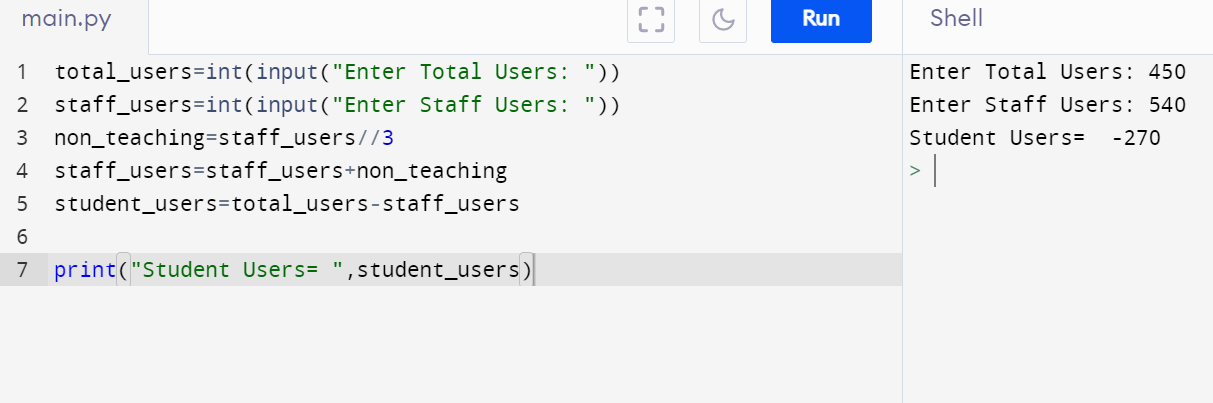 main.py
Run
Shell
1 total_users=int(input("Enter Total Users: "))
2 staff_users=int(input("Enter Staff Users: "))
3 non_teaching=staff_users//3
4 staff_users=staff_users+non_teaching
5 student_users=total_users-staff_users
6
7 print("Student Users= ",student_users)
Enter Total Users: 450
Enter Staff Users: 540
Student Users=  -270
>